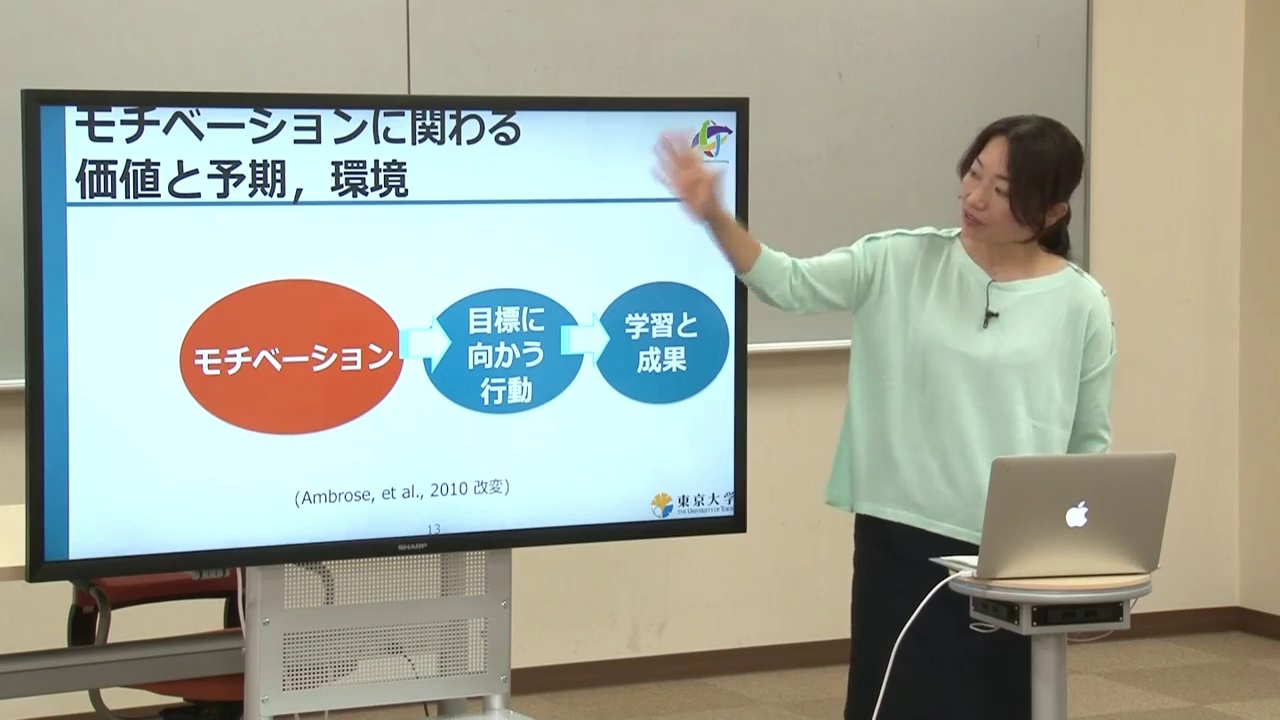 モチベーションに関わる
価値と予期，環境
モチベーション
目標に
向かう
行動
学習と
成果
(Ambrose, et al., 2010 改変)
東京大学
THE UNIVERSITY OF TOKYO
13
SHARP